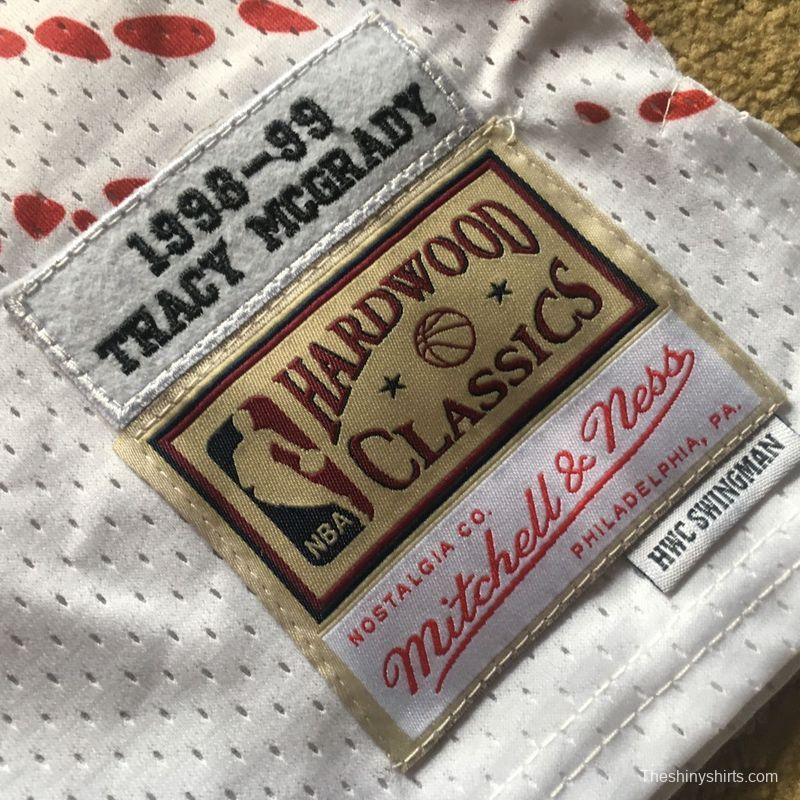 1998-99
TRACY MCGRADY
HARDWOOD
CLASSICS
NBA
NOSTALGIA CO.
Mitchell & Ness
PHILADELPHIA, PA.
HWC SWINGMAN
Theshinyshirts.com